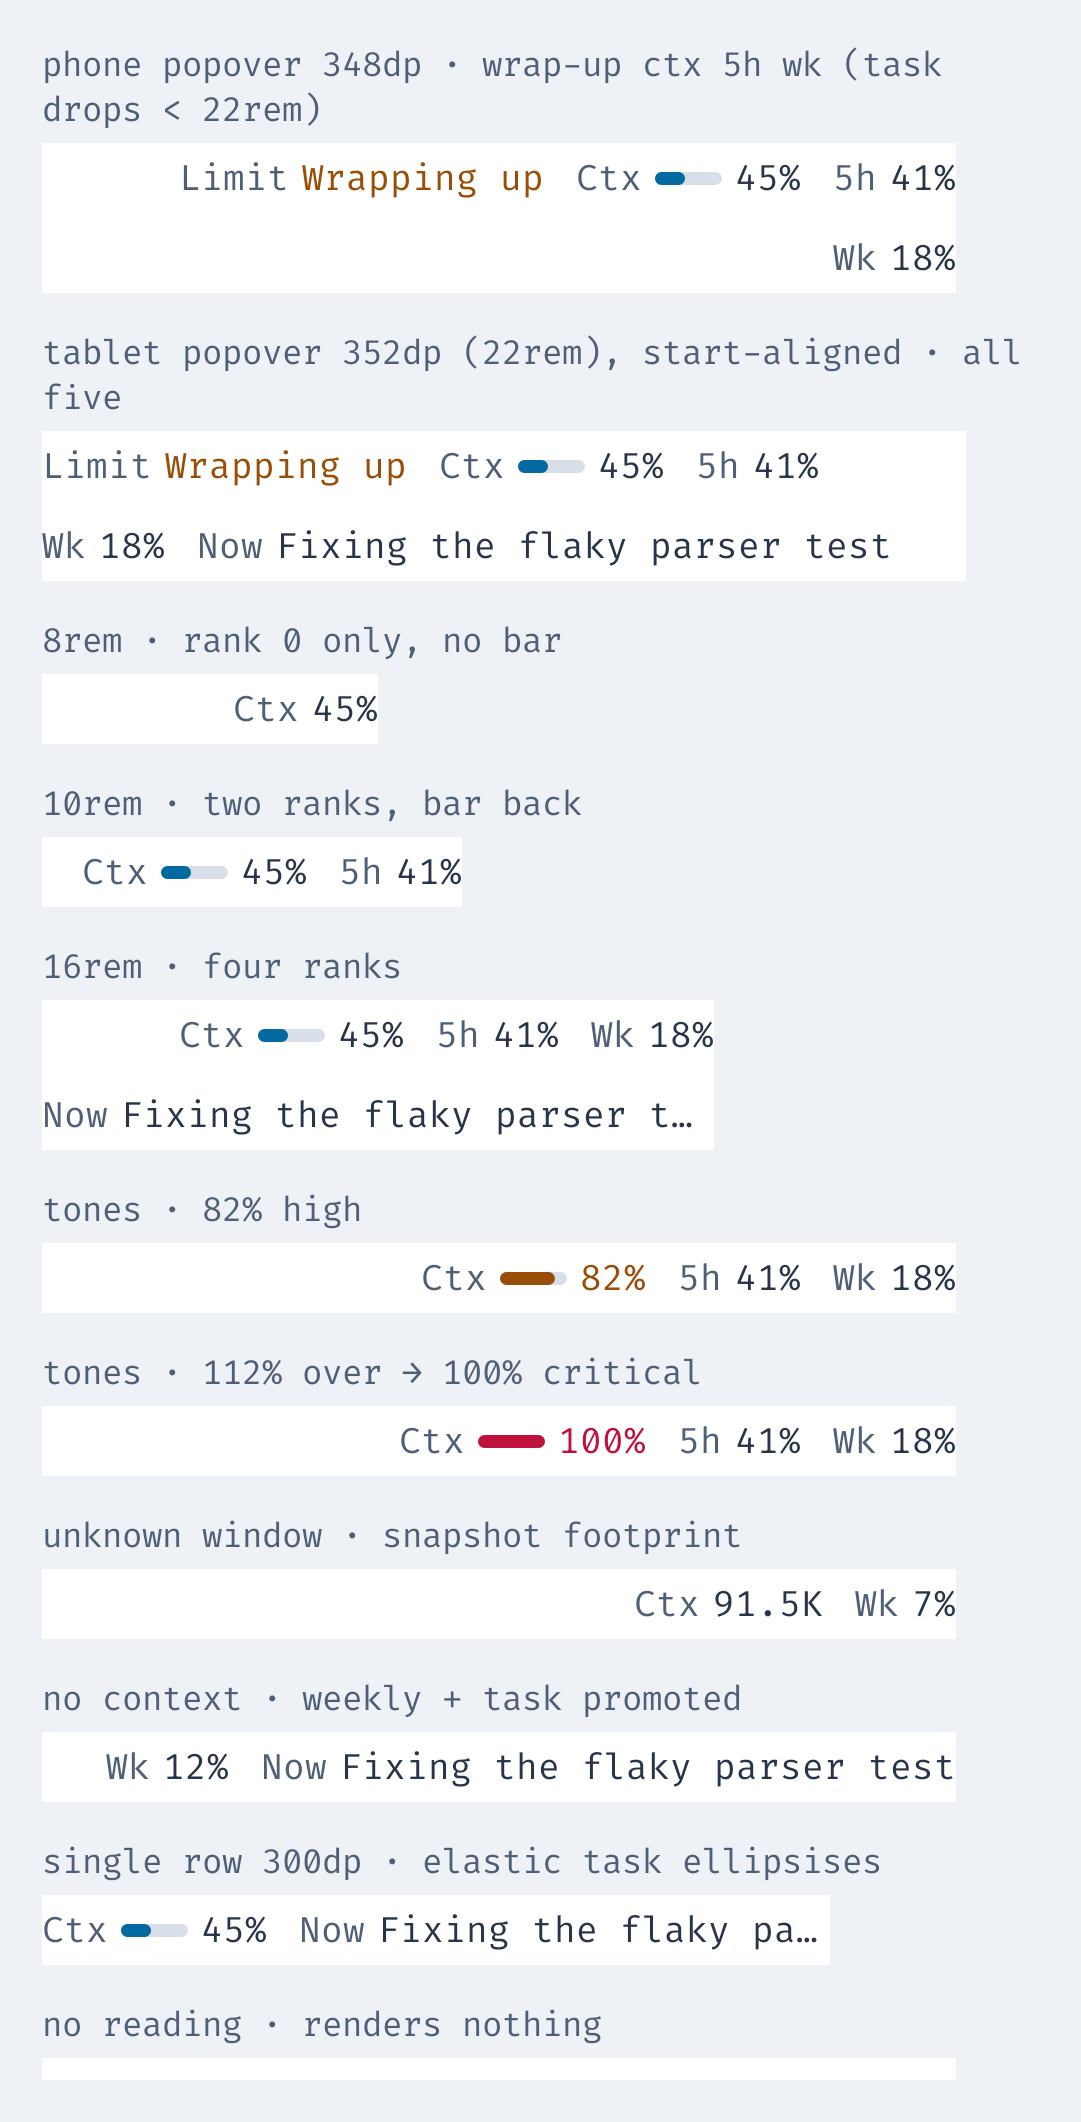 phone popover 348dp · wrap-up ctx 5h wk (task
drops < 22rem)
Limit Wrapping up Ctx 45% 5h 41%
Wk 18%
tablet popover 352dp (22rem), start-aligned · all
five
Limit Wrapping up Ctx 45% 5h 41%
Wk 18% Now Fixing the flaky parser test
8rem · rank 0 only, no bar
Ctx 45%
10rem · two ranks, bar back
Ctx 45% 5h 41%
16rem · four ranks
Ctx 45% 5h 41% Wk 18%
Now Fixing the flaky parser t…
tones · 82% high
Ctx 82% 5h 41% Wk 18%
tones · 112% over → 100% critical
Ctx 100% 5h 41% Wk 18%
unknown window · snapshot footprint
Ctx 91.5K Wk 7%
no context · weekly + task promoted
Wk 12% Now Fixing the flaky parser test
single row 300dp · elastic task ellipsises
Ctx 45% Now Fixing the flaky pa…
no reading · renders nothing